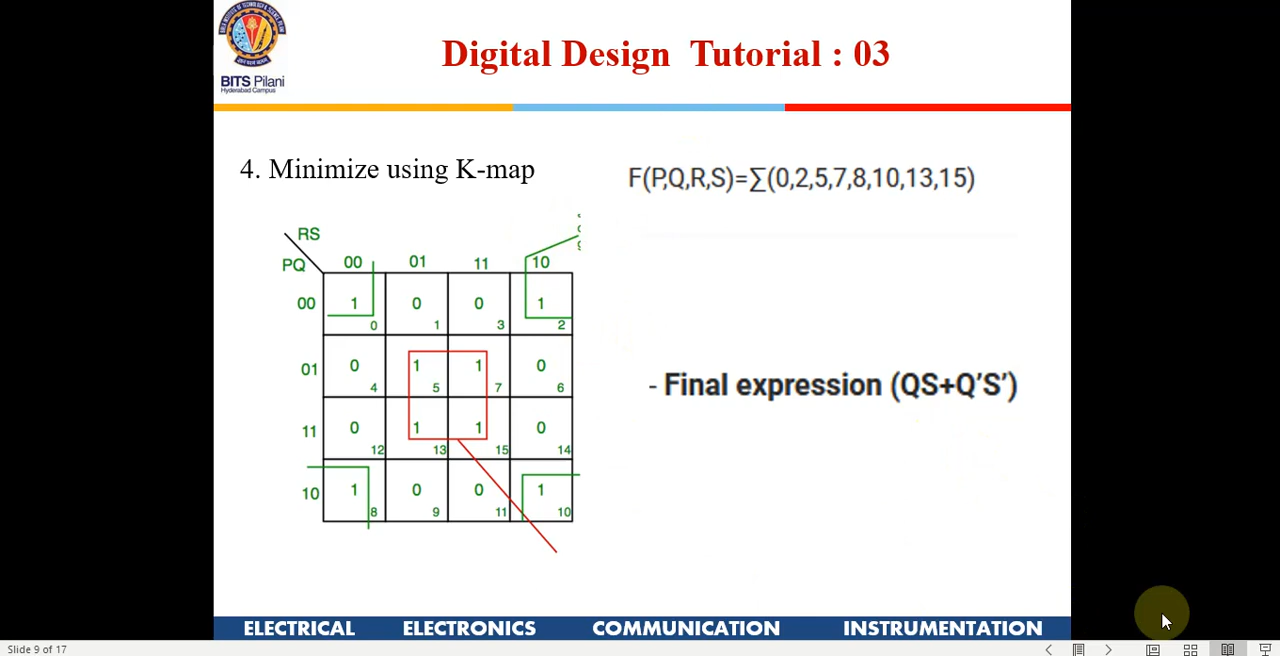 BITS Pilani
Hyderabad Campus
Digital Design Tutorial : 03
4. Minimize using K-map
F(P,Q,R,S)=∑(0,2,5,7,8,10,13,15)
RS
PQ 00 01 11 10
00 1 0 0 1
0 1 3 2
01 0 1 1 0
4 5 7 6
11 0 1 1 0
12 13 15 14
10 1 0 0 1
8 9 11 10
- Final expression (QS+Q’S’)
ELECTRICAL ELECTRONICS COMMUNICATION INSTRUMENTATION
Slide 9 of 17